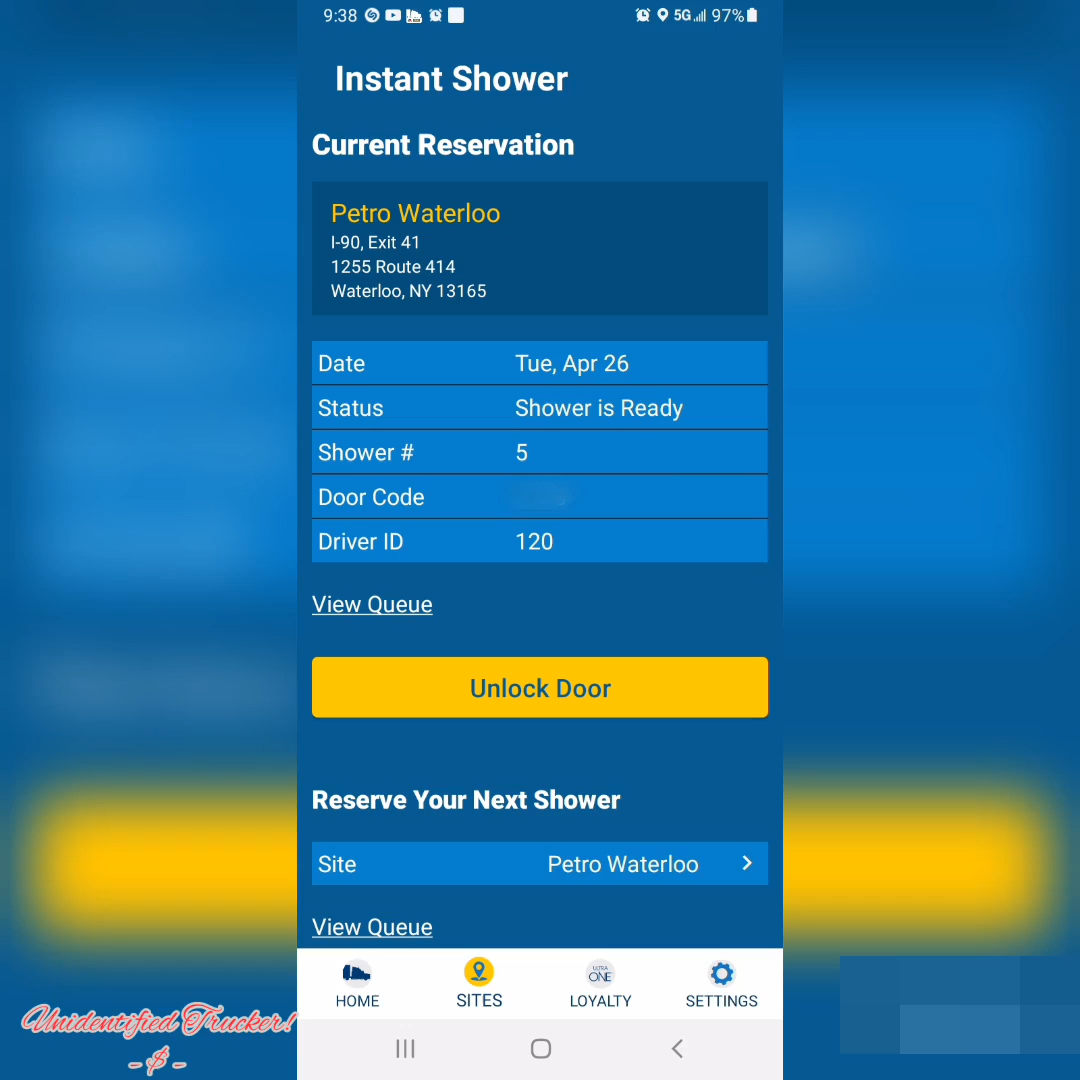 9:38
5G 97%
Instant Shower
Current Reservation
Petro Waterloo
I-90, Exit 41
1255 Route 414
Waterloo, NY 13165
Date Tue, Apr 26
Status Shower is Ready
Shower # 5
Door Code
Driver ID 120
View Queue
Unlock Door
Reserve Your Next Shower
Site Petro Waterloo
View Queue
ULTRA
ONE
HOME SITES LOYALTY SETTINGS
Unidentified Trucker!
- $ -